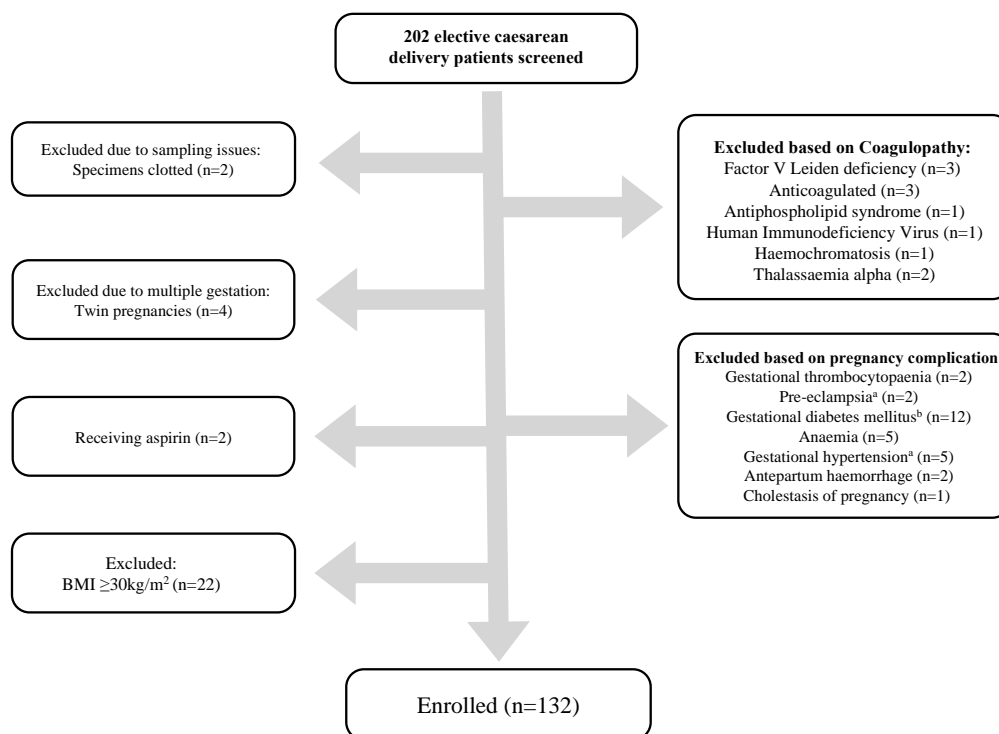 202 elective caesarean
delivery patients screened
Excluded due to sampling issues:
Specimens clotted (n=2)
Excluded based on Coagulopathy:
Factor V Leiden deficiency (n=3)
Anticoagulated (n=3)
Antiphospholipid syndrome (n=1)
Human Immunodeficiency Virus (n=1)
Haemochromatosis (n=1)
Thalassaemia alpha (n=2)
Excluded due to multiple gestation:
Twin pregnancies (n=4)
Excluded based on pregnancy complication
Gestational thrombocytopaenia (n=2)
Pre-eclampsiaᵃ (n=2)
Gestational diabetes mellitusᵇ (n=12)
Anaemia (n=5)
Gestational hypertensionᵃ (n=5)
Antepartum haemorrhage (n=2)
Cholestasis of pregnancy (n=1)
Receiving aspirin (n=2)
Excluded:
BMI ≥30kg/m² (n=22)
Enrolled (n=132)